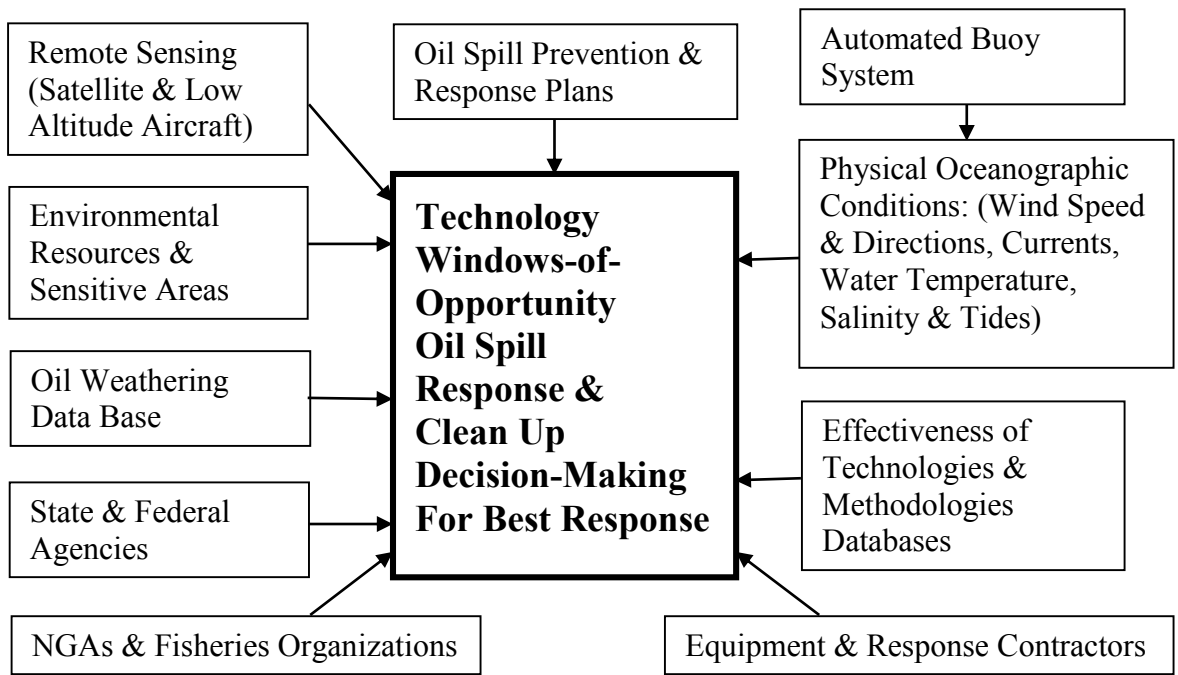 Remote Sensing
(Satellite & Low
Altitude Aircraft)
Oil Spill Prevention &
Response Plans
Automated Buoy
System
Environmental
Resources &
Sensitive Areas
Technology
Windows-of-
Opportunity
Oil Spill
Response &
Clean Up
Decision-Making
For Best Response
Physical Oceanographic
Conditions: (Wind Speed
& Directions, Currents,
Water Temperature,
Salinity & Tides)
Oil Weathering
Data Base
Effectiveness of
Technologies &
Methodologies
Databases
State & Federal
Agencies
NGAs & Fisheries Organizations
Equipment & Response Contractors